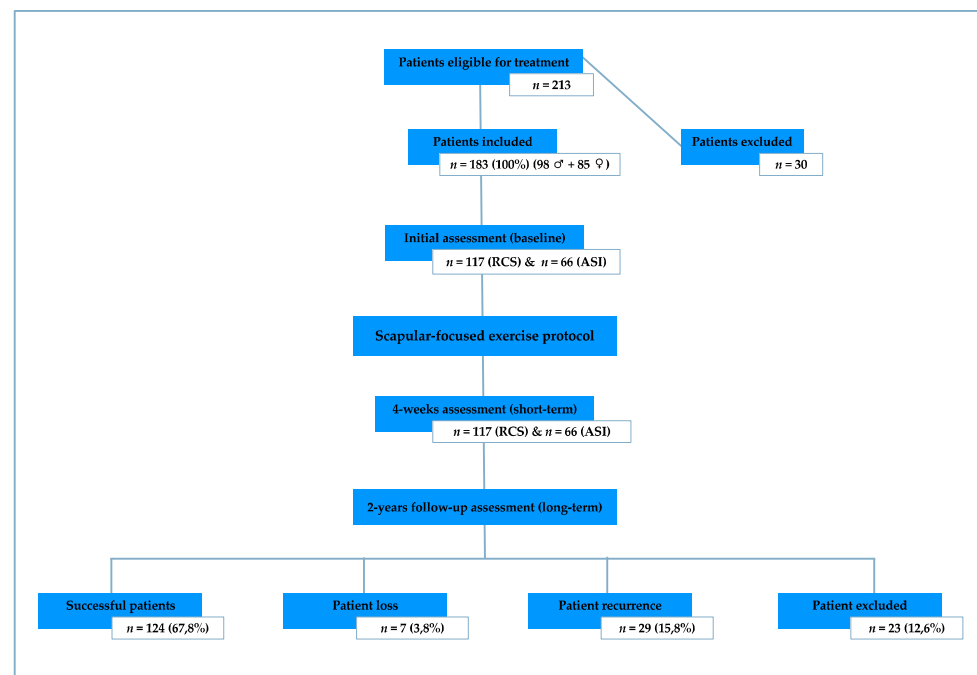 Patients eligible for treatment
n = 213
Patients included
n = 183 (100%) (98 ♂ + 85 ♀)
Patients excluded
n = 30
Initial assessment (baseline)
n = 117 (RCS) & n = 66 (ASI)
Scapular-focused exercise protocol
4-weeks assessment (short-term)
n = 117 (RCS) & n = 66 (ASI)
2-years follow-up assessment (long-term)
Successful patients
n = 124 (67,8%)
Patient loss
n = 7 (3,8%)
Patient recurrence
n = 29 (15,8%)
Patient excluded
n = 23 (12,6%)